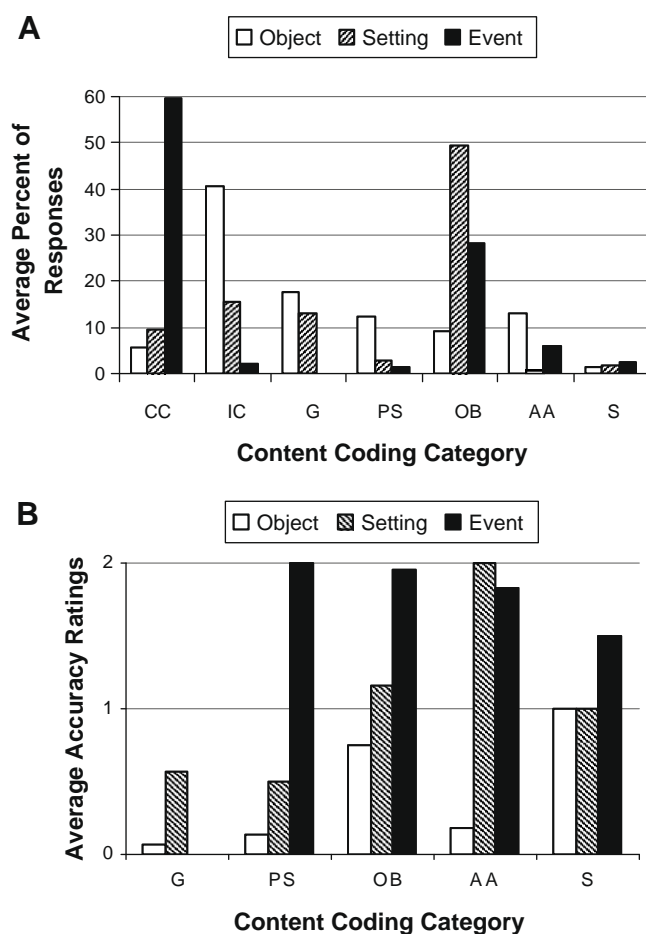 A
Object Setting Event
60
50
40
30
20
10
0
Average Percent of
Responses
CC IC G PS OB AA S
Content Coding Category
B
Object Setting Event
2
1
0
Average Accuracy Ratings
G PS OB AA S
Content Coding Category